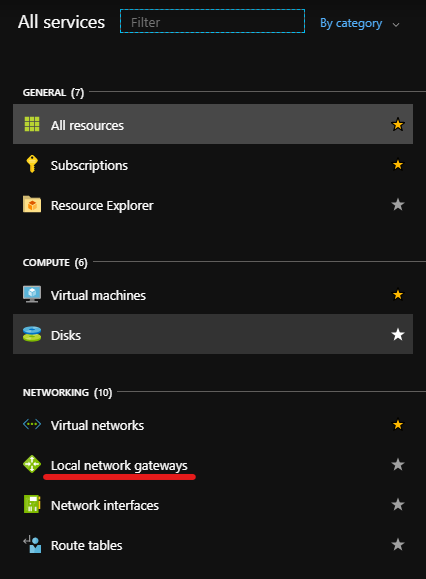 All services
Filter
By category
GENERAL (7)
All resources
Subscriptions
Resource Explorer
COMPUTE (6)
Virtual machines
Disks
NETWORKING (10)
Virtual networks
Local network gateways
Network interfaces
Route tables